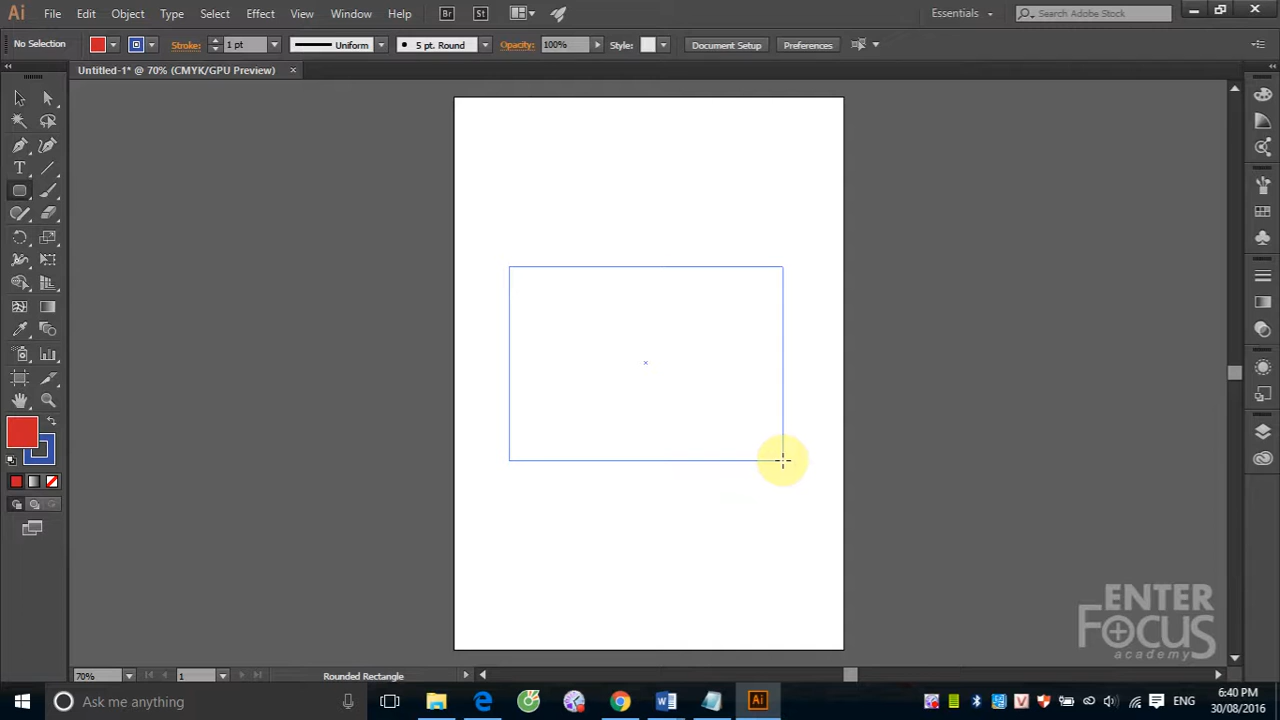 Ai File Edit Object Type Select Effect View Window Help Br St Essentials Search Adobe Stock
No Selection Stroke: 1 pt Uniform 5 pt. Round Opacity: 100% Style: Document Setup Preferences
Untitled-1* @ 70% (CMYK/GPU Preview)
T
ENTER
FOCUS
academy
70% 1 Rounded Rectangle
Ask me anything Ai ENG 6:40 PM
30/08/2016